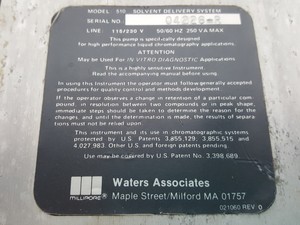 MODEL 510 SOLVENT DELIVERY SYSTEM
SERIAL NO. 04226-R
LINE 115/230 V 50/60 HZ 250 VA MAX
This pump is specifically designed
for high performance liquid chromatography applications.
ATTENTION
May be Used For IN VITRO DIAGNOSTIC Applications
This is a highly sensitive instrument
Read the accompanying manual before using.
In using this instrument the operator must follow generally accepted
procedures for quality control and methods development.
If the operator observes a change in retention of a particular com-
pound, in resolution between two compounds or in peak shape,
immediate steps should be taken to determine the reason for the
changes. Until the cause is determined, the results of separa-
tions must not be relied on.
This instrument and its use in chromatographic systems
protected by U.S. Patents 3,855,129. 3,855,515 and
4,027,983. Other U.S. and foreign patents pending.
May be covered by U.S. Patent No. 3,398,689.
MILLIPORE
Waters Associates
Maple Street/Milford MA 01757
021060 REV 0